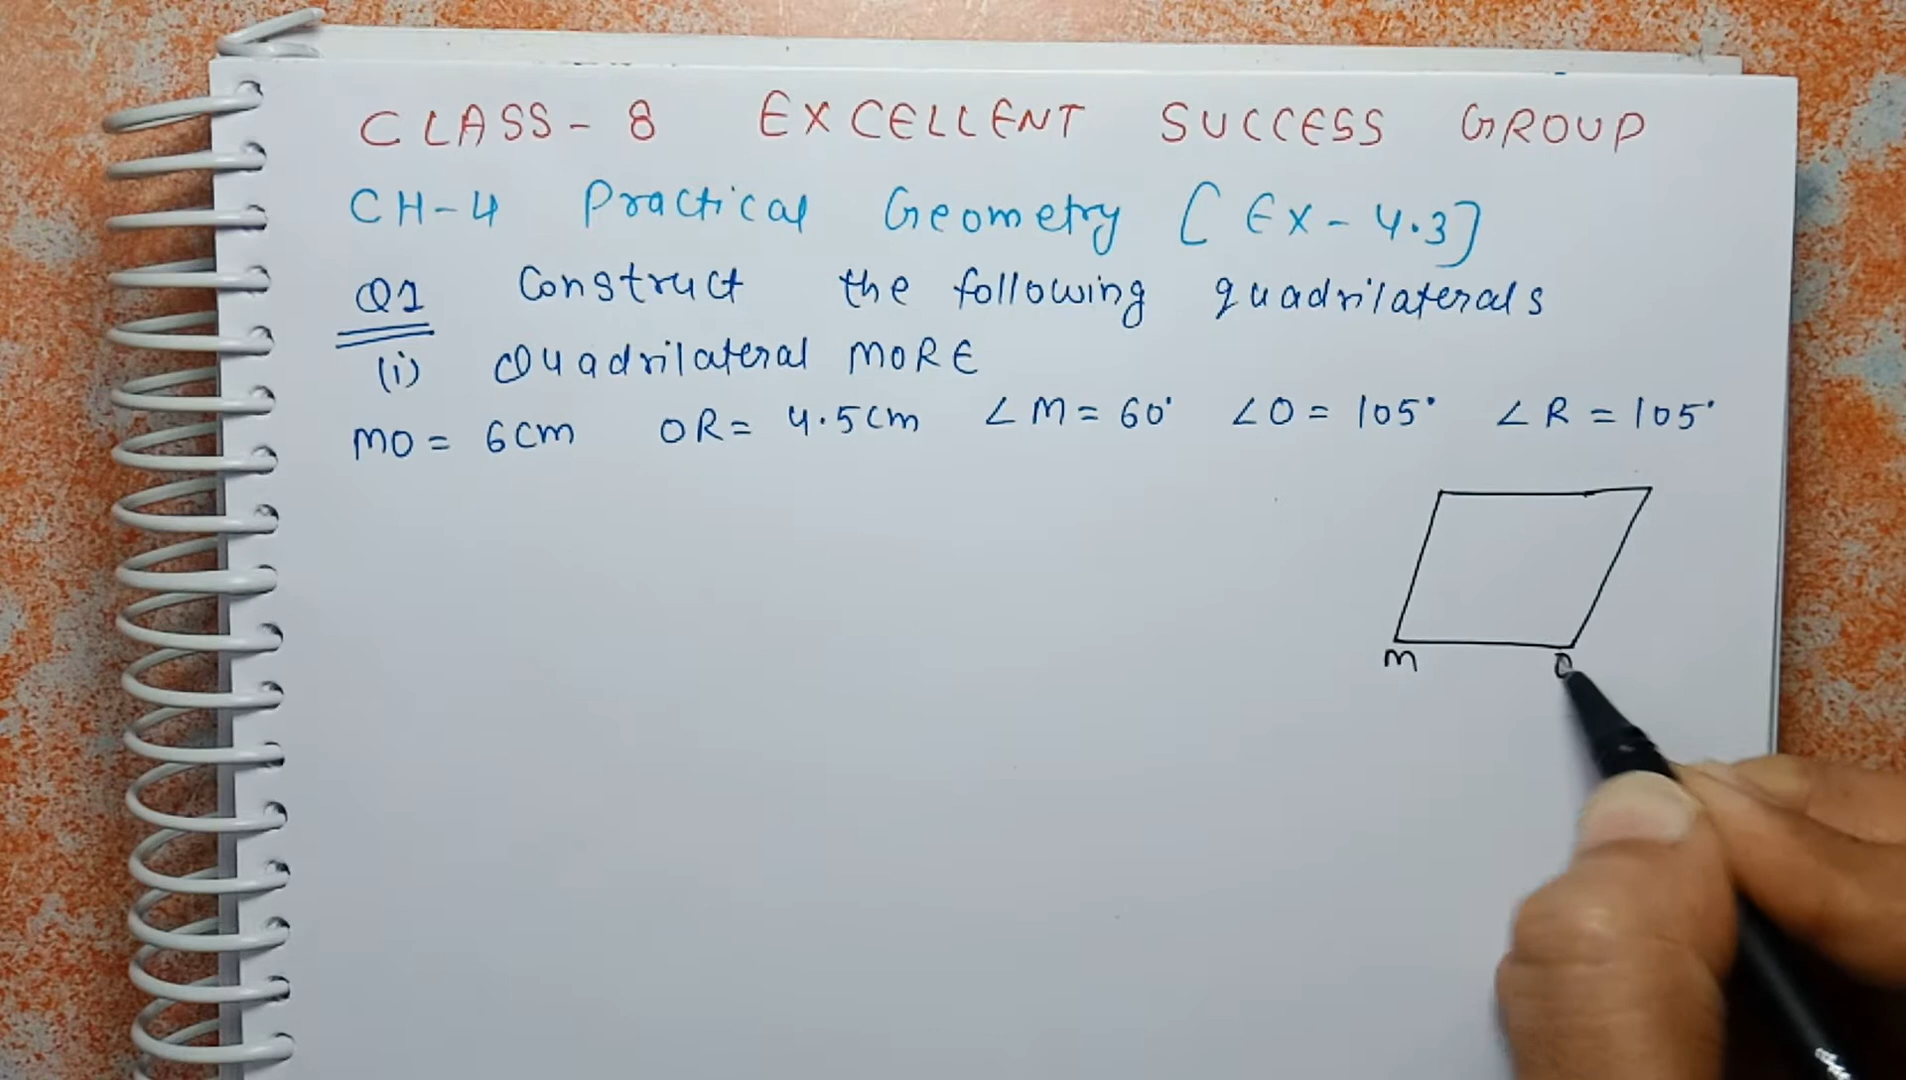 CLASS - 8 EXCELLENT SUCCESS GROUP
CH-4 Practical Geometry [EX-4.3]
Q1 Construct the following quadrilaterals
(i) Quadrilateral MORE
MO = 6cm OR = 4.5cm ∠M = 60° ∠O = 105° ∠R = 105°
M O